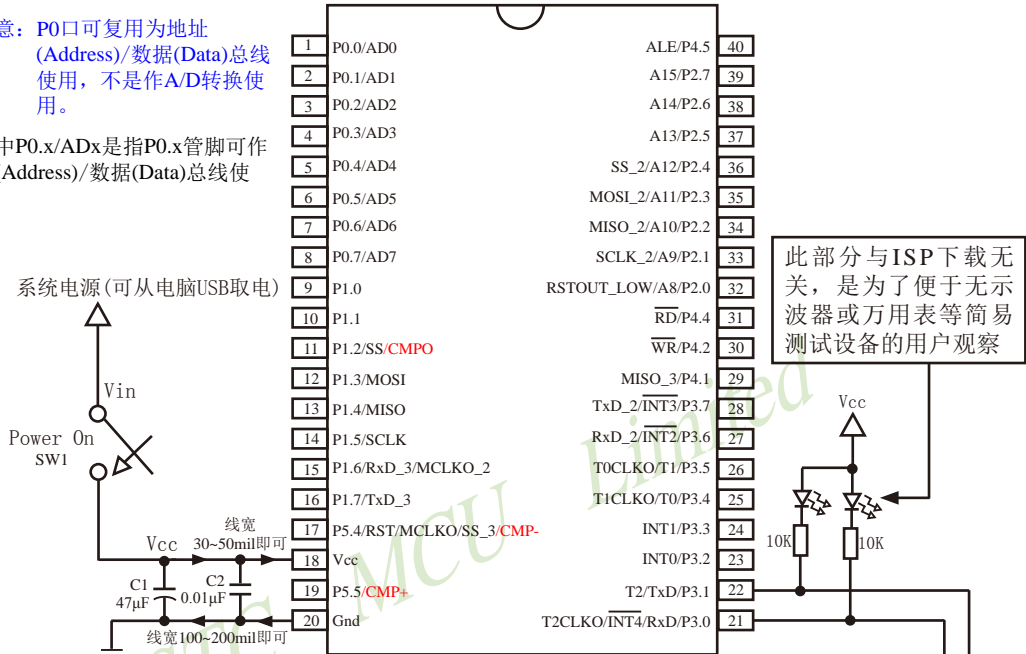 意：P0口可复用为地址
(Address)/数据(Data)总线
使用，不是作A/D转换使
用。
中P0.x/ADx是指P0.x管脚可作
(Address)/数据(Data)总线使
系统电源(可从电脑USB取电)
Vin
Power On
SW1
Vcc
线宽
30~50mil即可
C1
47μF
C2
0.01μF
线宽100~200mil即可
1 P0.0/AD0
2 P0.1/AD1
3 P0.2/AD2
4 P0.3/AD3
5 P0.4/AD4
6 P0.5/AD5
7 P0.6/AD6
8 P0.7/AD7
9 P1.0
10 P1.1
11 P1.2/SS/CMPO
12 P1.3/MOSI
13 P1.4/MISO
14 P1.5/SCLK
15 P1.6/RxD_3/MCLKO_2
16 P1.7/TxD_3
17 P5.4/RST/MCLKO/SS_3/CMP-
18 Vcc
19 P5.5/CMP+
20 Gnd
ALE/P4.5 40
A15/P2.7 39
A14/P2.6 38
A13/P2.5 37
SS_2/A12/P2.4 36
MOSI_2/A11/P2.3 35
MISO_2/A10/P2.2 34
SCLK_2/A9/P2.1 33
RSTOUT_LOW/A8/P2.0 32
RD/P4.4 31
WR/P4.2 30
MISO_3/P4.1 29
TxD_2/INT3/P3.7 28
RxD_2/INT2/P3.6 27
T0CLKO/T1/P3.5 26
T1CLKO/T0/P3.4 25
INT1/P3.3 24
INT0/P3.2 23
T2/TxD/P3.1 22
T2CLKO/INT4/RxD/P3.0 21
此部分与ISP下载无
关，是为了便于无示
波器或万用表等简易
测试设备的用户观察
Vcc
10K
10K
STC MCU Limited